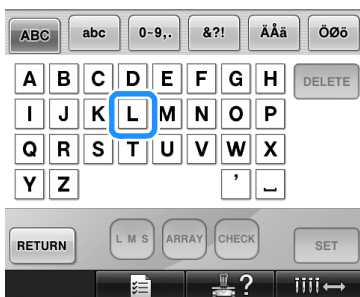 ABC abc 0~9,. &?! ÄÅä ÖØö
A B C D E F G H DELETE
I J K L M N O P
Q R S T U V W X
Y Z ' ⎵
RETURN L M S ARRAY CHECK SET
?